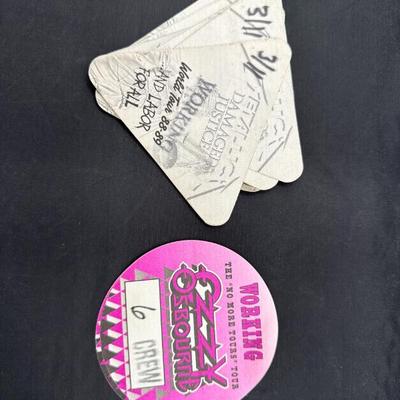 3/11
3/11
World Tour 88-89
WORKING
AND LABOR
FOR ALL
DAMAGED
JUSTICE
WORKING
THE 'NO MORE TOURS' TOUR
OZZY
OSBOURNE
6
CREW